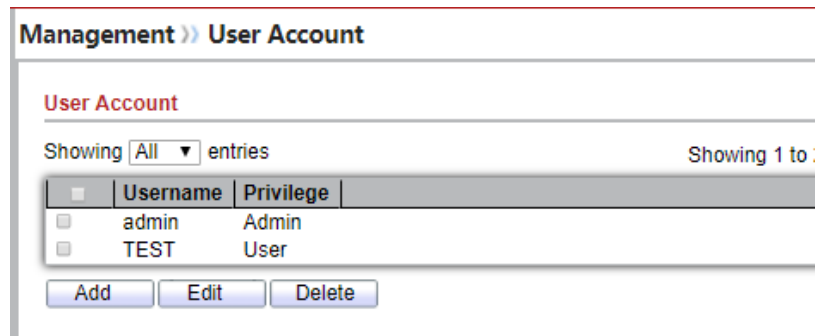 Management » User Account
User Account
Showing All entries
Showing 1 to
Username Privilege
admin Admin
TEST User
Add Edit Delete